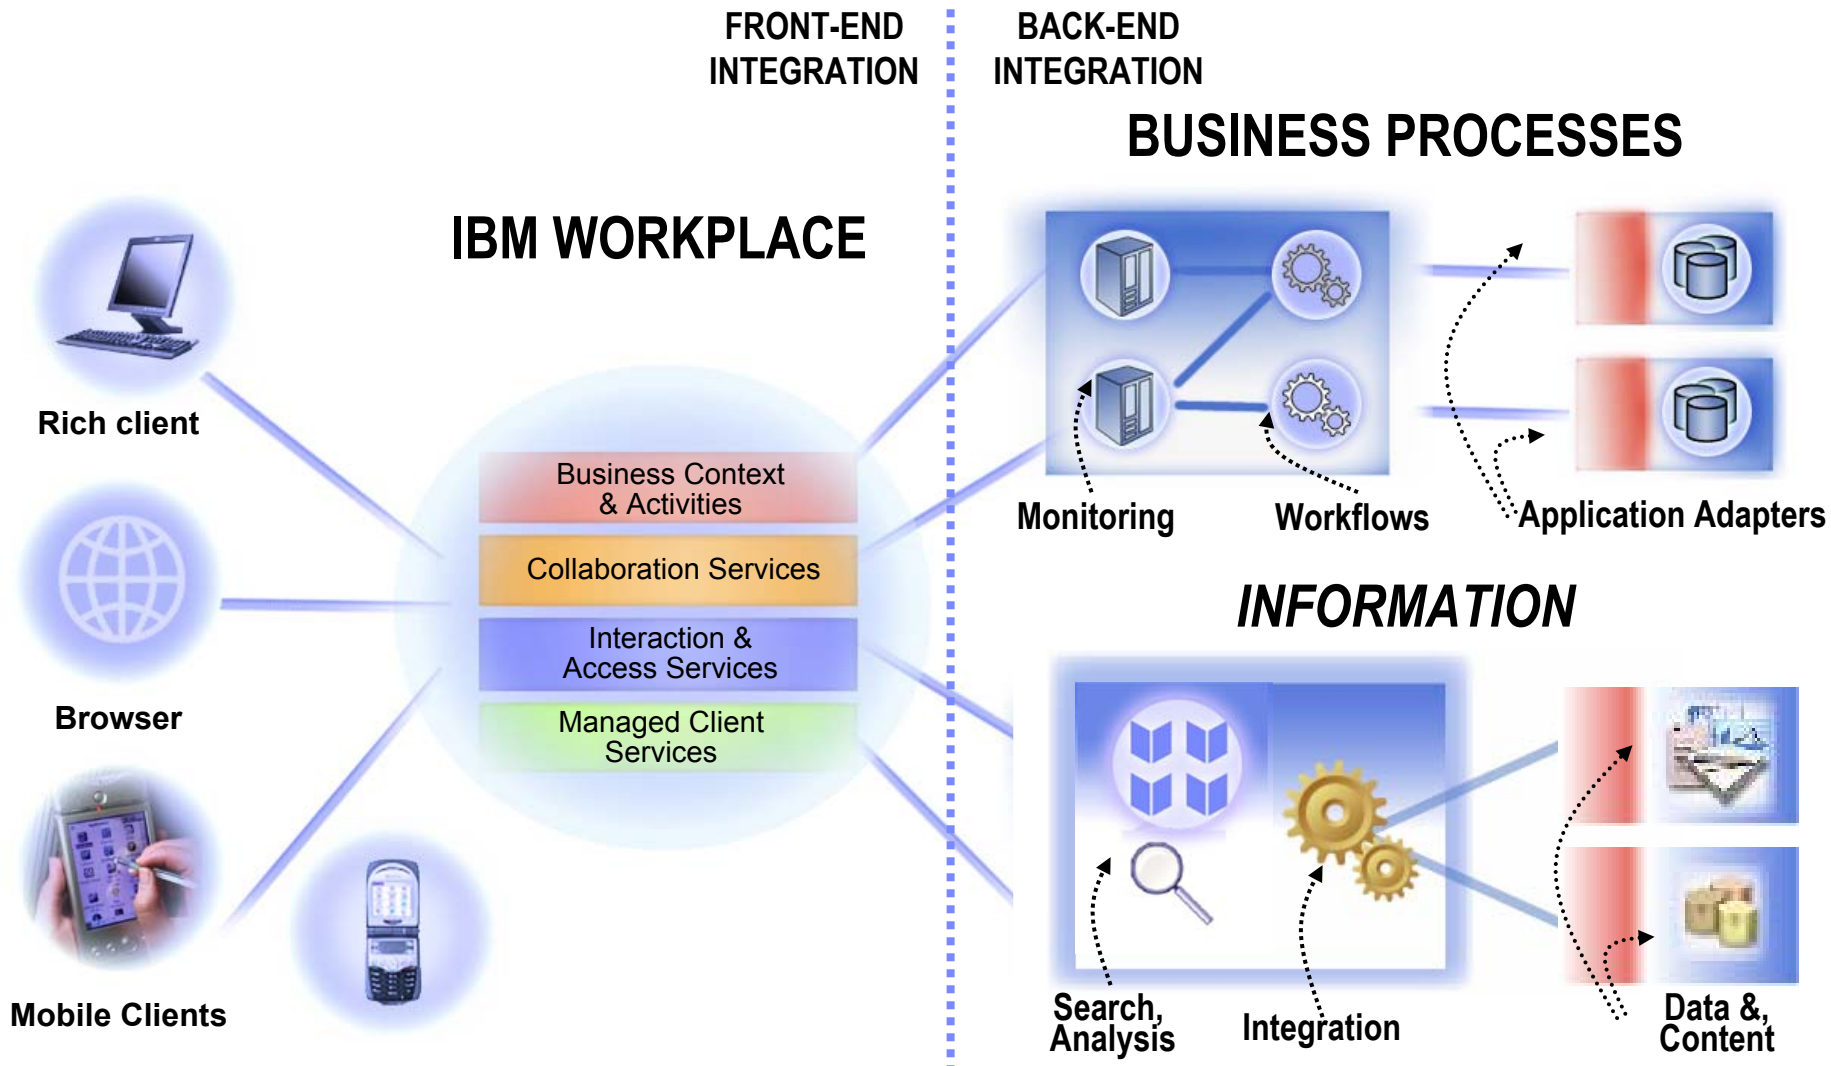 FRONT-END
INTEGRATION
BACK-END
INTEGRATION
BUSINESS PROCESSES
IBM WORKPLACE
Rich client
Business Context
& Activities
Monitoring
Workflows
Application Adapters
Collaboration Services
INFORMATION
Interaction &
Access Services
Browser
Managed Client
Services
Mobile Clients
Search,
Analysis
Integration
Data &,
Content